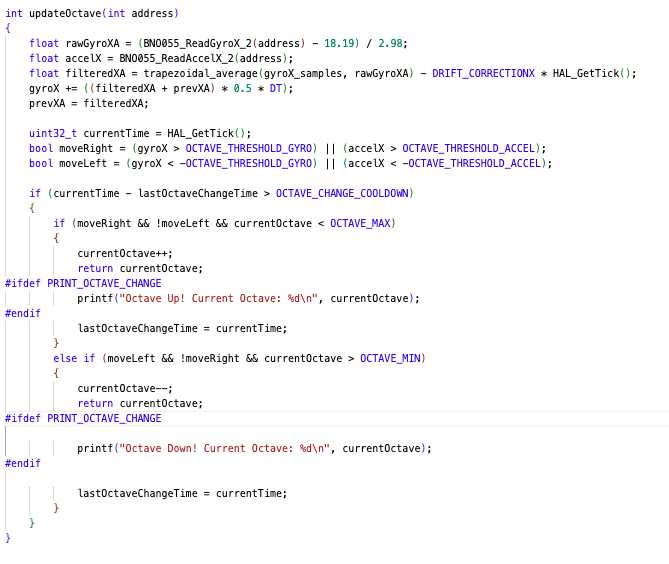 int updateOctave(int address)
{
    float rawGyroXA = (BNO055_ReadGyroX_2(address) - 18.19) / 2.98;
    float accelX = BNO055_ReadAccelX_2(address);
    float filteredXA = trapezoidal_average(gyroX_samples, rawGyroXA) - DRIFT_CORRECTIONX * HAL_GetTick();
    gyroX += ((filteredXA + prevXA) * 0.5 * DT);
    prevXA = filteredXA;

    uint32_t currentTime = HAL_GetTick();
    bool moveRight = (gyroX > OCTAVE_THRESHOLD_GYRO) || (accelX > OCTAVE_THRESHOLD_ACCEL);
    bool moveLeft = (gyroX < -OCTAVE_THRESHOLD_GYRO) || (accelX < -OCTAVE_THRESHOLD_ACCEL);

    if (currentTime - lastOctaveChangeTime > OCTAVE_CHANGE_COOLDOWN)
    {
        if (moveRight && !moveLeft && currentOctave < OCTAVE_MAX)
        {
            currentOctave++;
            return currentOctave;
#ifdef PRINT_OCTAVE_CHANGE
            printf("Octave Up! Current Octave: %d\n", currentOctave);
#endif
            lastOctaveChangeTime = currentTime;
        }
        else if (moveLeft && !moveRight && currentOctave > OCTAVE_MIN)
        {
            currentOctave--;
            return currentOctave;
#ifdef PRINT_OCTAVE_CHANGE

            printf("Octave Down! Current Octave: %d\n", currentOctave);
#endif

            lastOctaveChangeTime = currentTime;
        }
    }
}